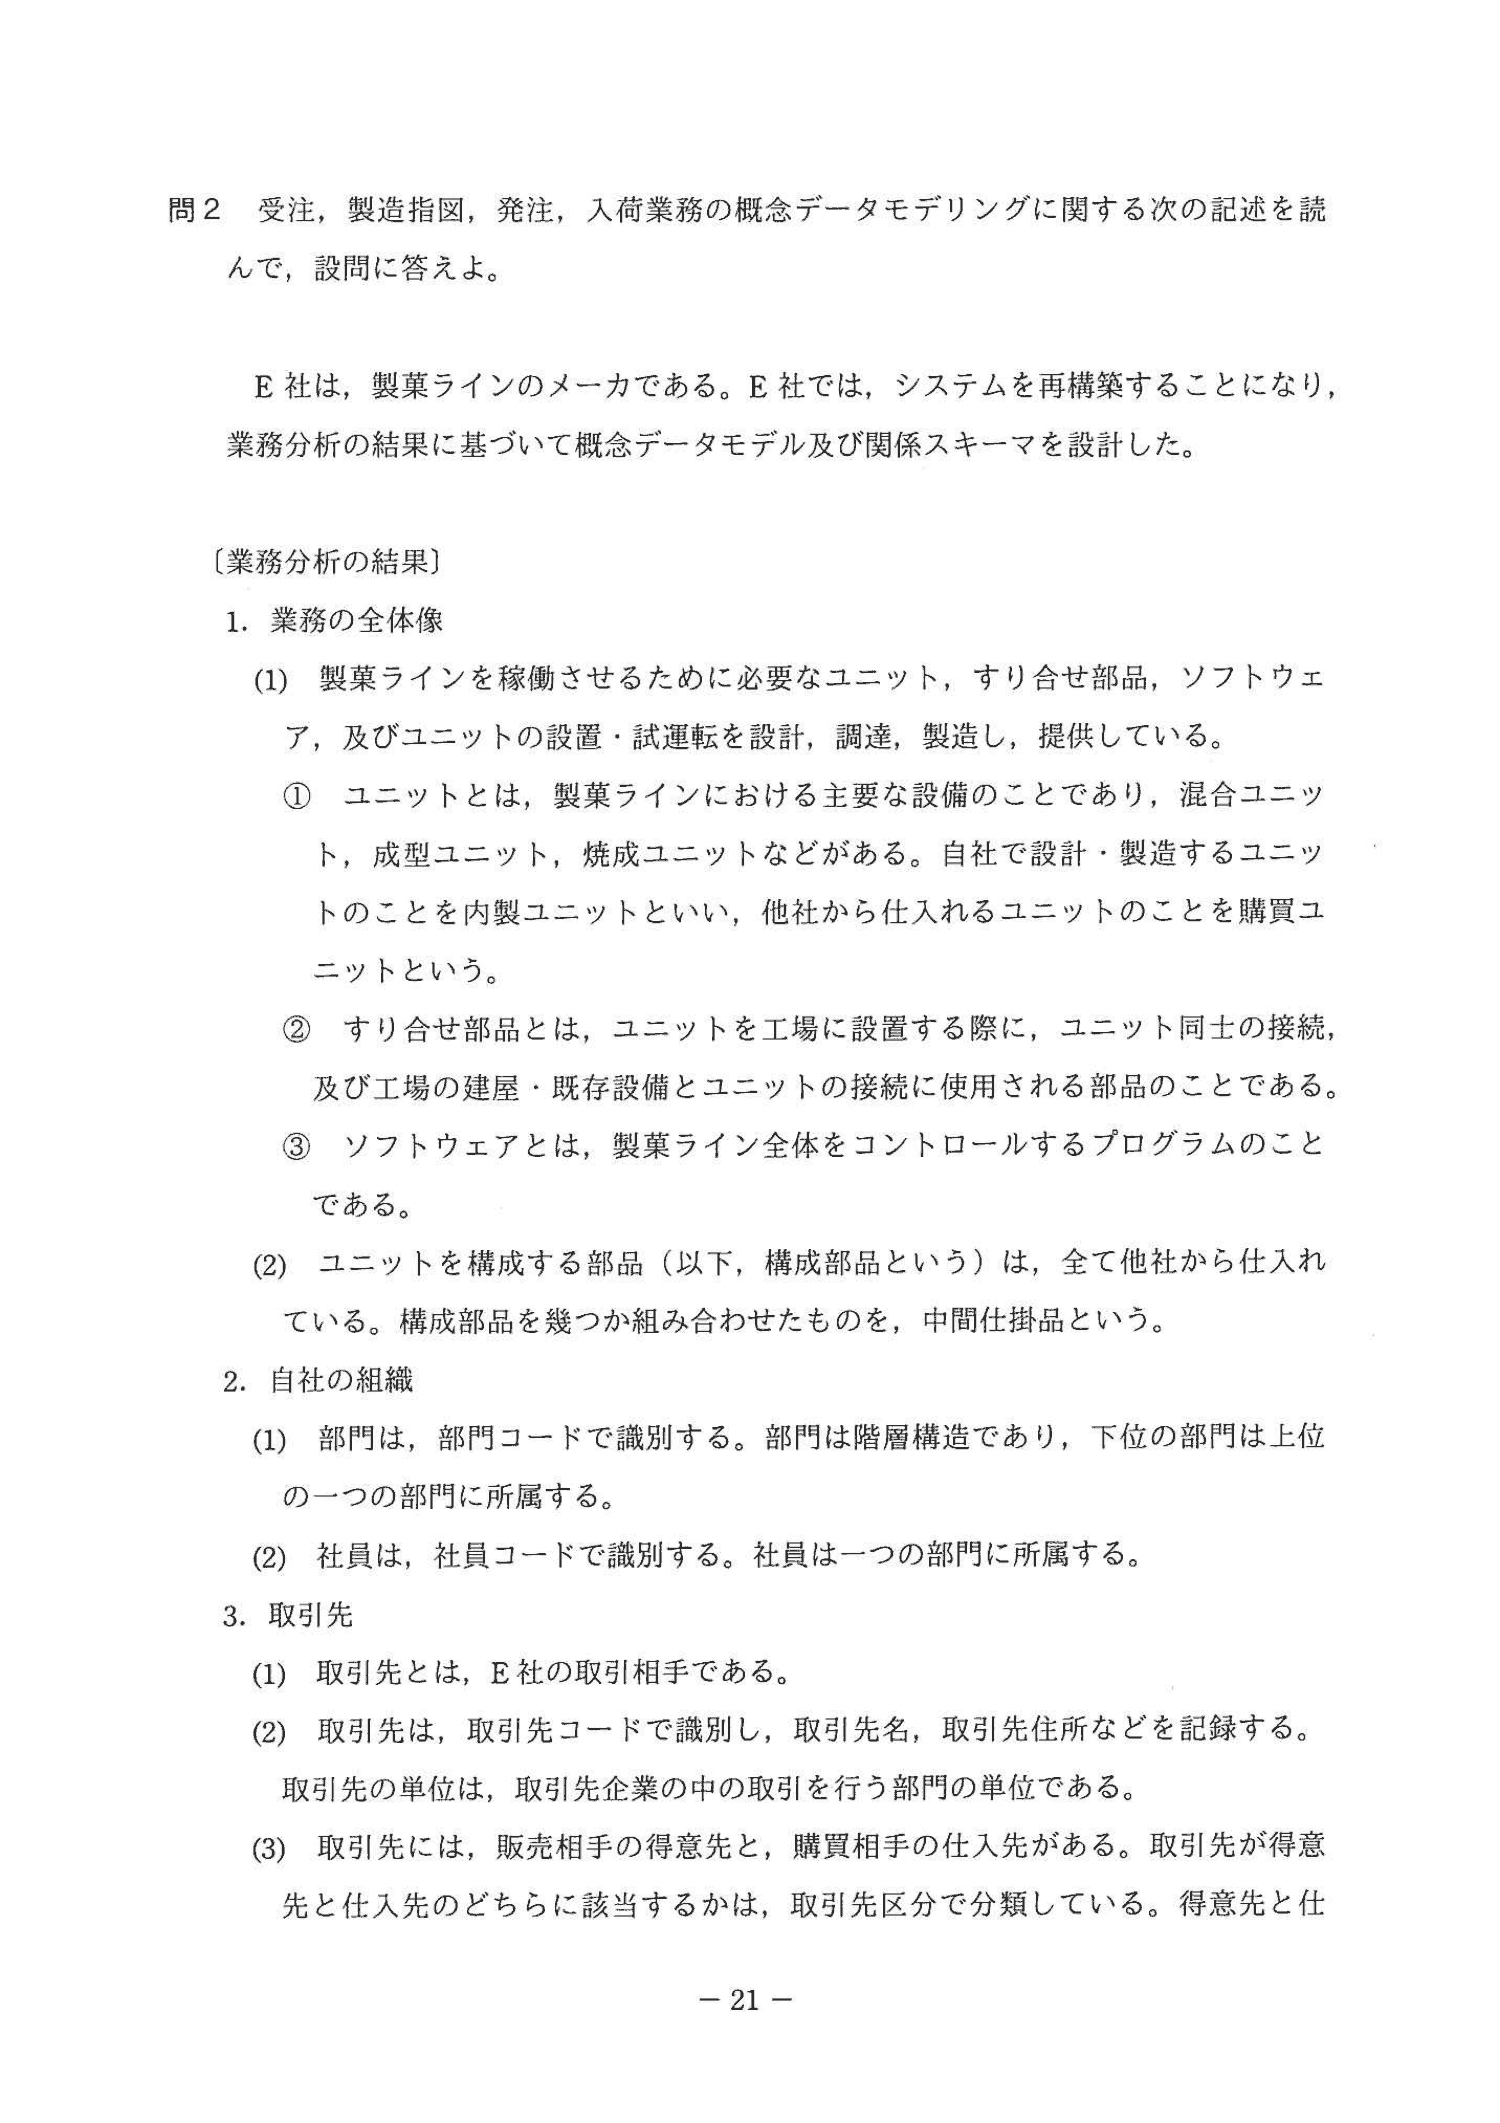 問2　受注，製造指図，発注，入荷業務の概念データモデリングに関する次の記述を読
んで，設問に答えよ。
E 社は，製菓ラインのメーカである。E 社では，システムを再構築することになり，
業務分析の結果に基づいて概念データモデル及び関係スキーマを設計した。
〔業務分析の結果〕
1. 業務の全体像
(1)　製菓ラインを稼働させるために必要なユニット，すり合せ部品，ソフトウェ
ア，及びユニットの設置・試運転を設計，調達，製造し，提供している。
①　ユニットとは，製菓ラインにおける主要な設備のことであり，混合ユニッ
ト，成型ユニット，焼成ユニットなどがある。自社で設計・製造するユニッ
トのことを内製ユニットといい，他社から仕入れるユニットのことを購買ユ
ニットという。
②　すり合せ部品とは，ユニットを工場に設置する際に，ユニット同士の接続，
及び工場の建屋・既存設備とユニットの接続に使用される部品のことである。
③　ソフトウェアとは，製菓ライン全体をコントロールするプログラムのこと
である。
(2)　ユニットを構成する部品（以下，構成部品という）は，全て他社から仕入れ
ている。構成部品を幾つか組み合わせたものを，中間仕掛品という。
2. 自社の組織
(1)　部門は，部門コードで識別する。部門は階層構造であり，下位の部門は上位
の一つの部門に所属する。
(2)　社員は，社員コードで識別する。社員は一つの部門に所属する。
3. 取引先
(1)　取引先とは，E 社の取引相手である。
(2)　取引先は，取引先コードで識別し，取引先名，取引先住所などを記録する。
取引先の単位は，取引先企業の中の取引を行う部門の単位である。
(3)　取引先には，販売相手の得意先と，購買相手の仕入先がある。取引先が得意
先と仕入先のどちらに該当するかは，取引先区分で分類している。得意先と仕
－ 21 －